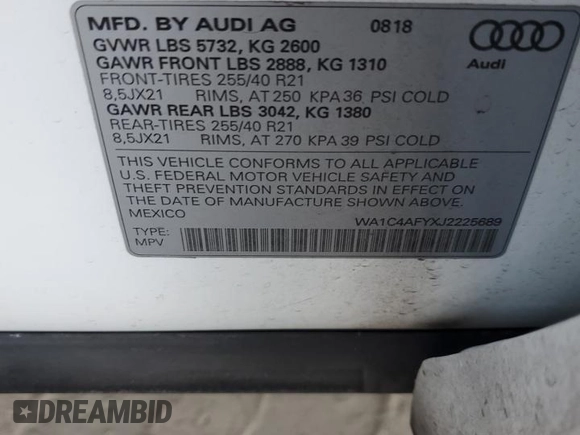 MFD. BY AUDI AG 0818
GVWR LBS 5732, KG 2600
GAWR FRONT LBS 2888, KG 1310
Audi
FRONT-TIRES 255/40 R21
8,5JX21 RIMS, AT 250 KPA 36 PSI COLD
GAWR REAR LBS 3042, KG 1380
REAR-TIRES 255/40 R21
8,5JX21 RIMS, AT 270 KPA 39 PSI COLD
THIS VEHICLE CONFORMS TO ALL APPLICABLE
U.S. FEDERAL MOTOR VEHICLE SAFETY AND
THEFT PREVENTION STANDARDS IN EFFECT ON
THE DATE OF MANUFACTURE SHOWN ABOVE.
MEXICO
WA1C4AFYXJ2225689
TYPE:
MPV
DREAMBID